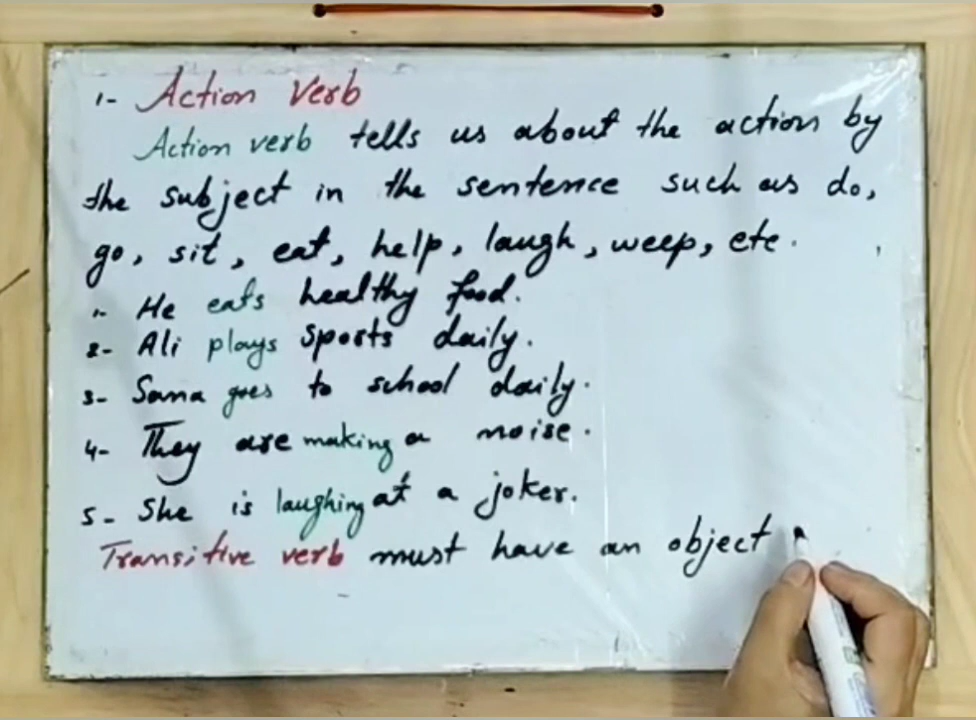 1- Action Verb
Action verb tells us about the action by
the subject in the sentence such as do,
go, sit, eat, help, laugh, weep, etc.
1- He eats healthy food.
2- Ali plays sports daily.
3- Sana goes to school daily.
4- They are making a noise.
5- She is laughing at a joker.
Transitive verb must have an object